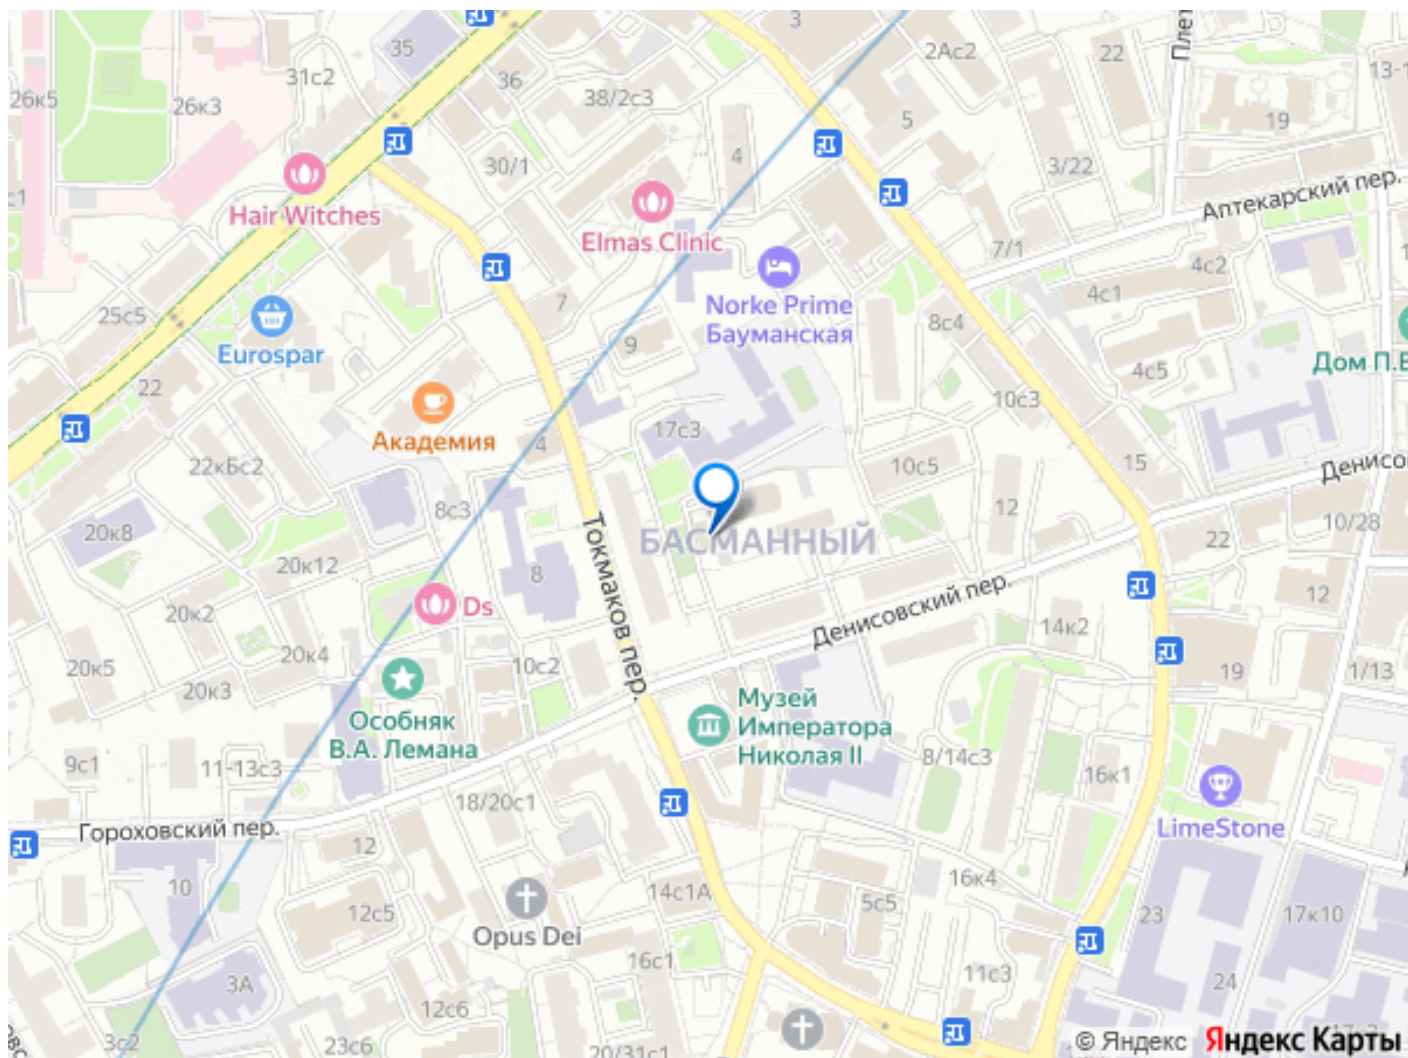 3
35
2Ас2
22
Плет
13-1
31с2
36
26к5
26к3
38/2с3
5
19
4
30/1
3/22
с1
Аптекарский пер.
Hair Witches
Elmas Clinic
7/1
4с2
4с1
25с5
7
Norke Prime
Бауманская
8с4
9
Eurospar
Дом П.В
4с5
22
10с3
17с3
Академия
4
22кБс2
10с5
15
Денисо
8с3
12
20к8
Токмаков пер.
БАСМАННЫЙ
10/28
22
20к12
8
Денисовский пер.
12
20к2
Ds
14к2
20к4
20к5
10с2
19
1/13
20к3
Особняк
В.А. Лемана
Музей
Императора
Николая II
9с1
11-13с3
8/14с3
16к1
18/20с1
Гороховский пер.
LimeStone
12
10
14с1А
16к4
5с5
12с5
23
17к10
Opus Dei
16с1
11с3
24
3А
12с6
3с2
23с6
20/31с1
© Яндекс
Яндекс Карты